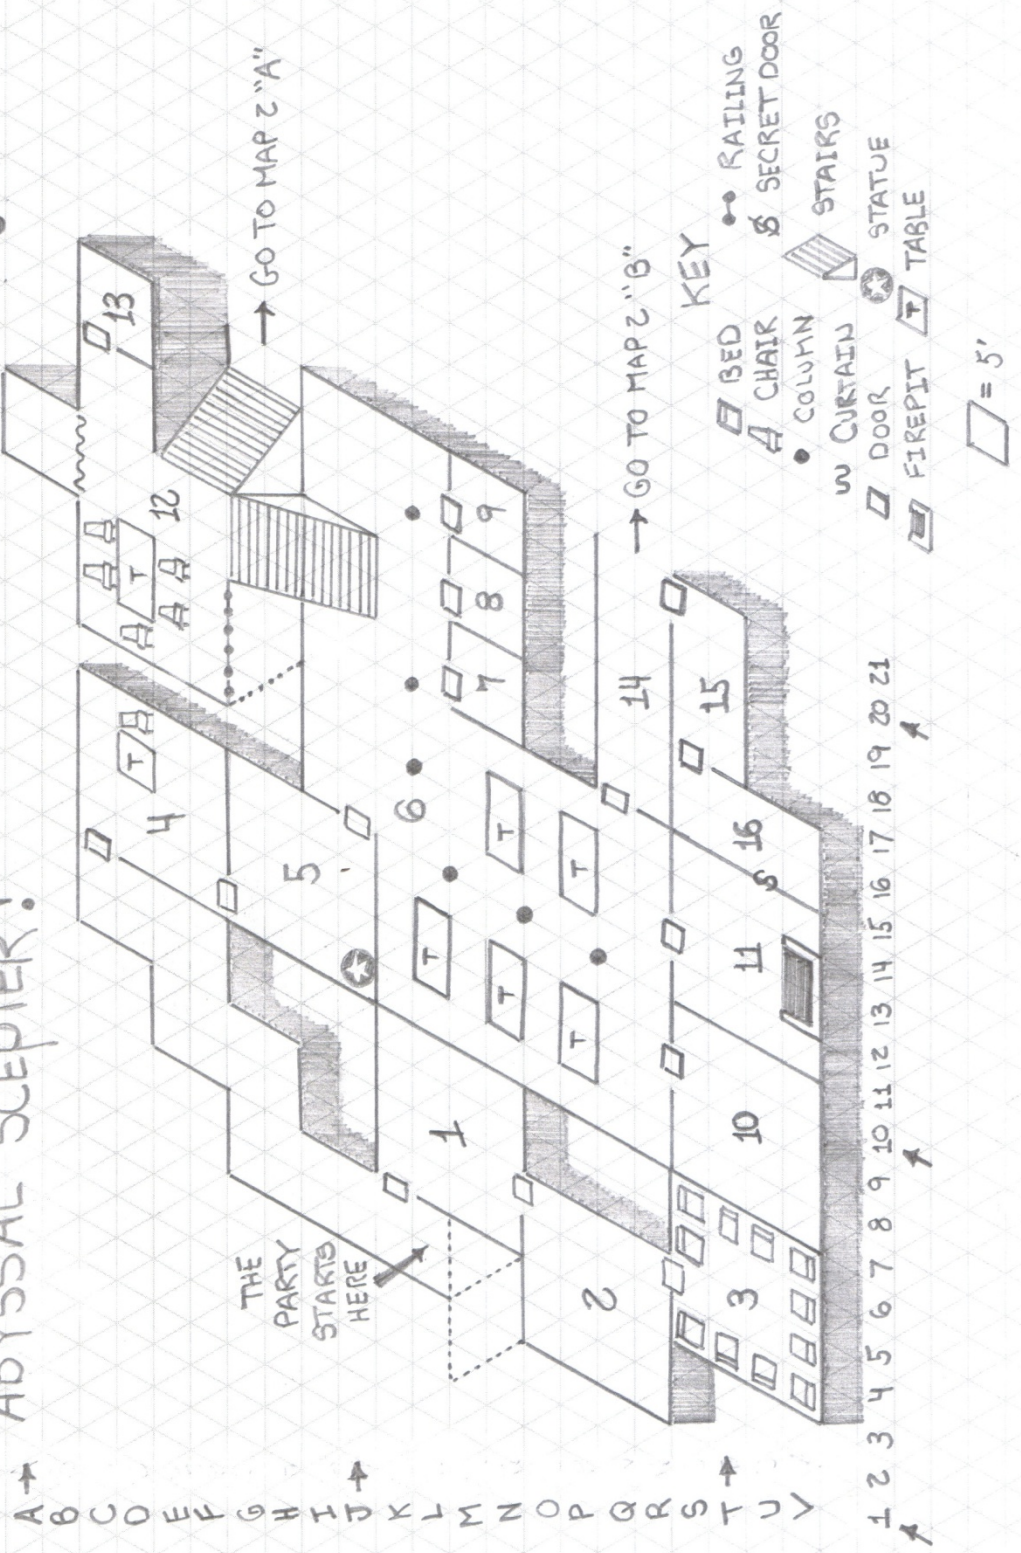 ABYSSAL SCEPTER!
A
B
C
D
E
F
G
H
I
J
K
L
M
N
O
P
Q
R
S
T
U
V
1 2 3 4 5 6 7 8 9 10 11 12 13 14 15 16 17 18 19 20 21
THE
PARTY
STARTS
HERE
1
2
3
4
T
5
6
T
T
T
T
T
7
8
9
10
11
S
12
T
13
14
15
16
→ GO TO MAP 2 "A"
→ GO TO MAP 2 "B"
KEY
BED
CHAIR
COLUMN
CURTAIN
DOOR
FIREPIT
RAILING
S SECRET DOOR
STAIRS
STATUE
T TABLE
= 5'